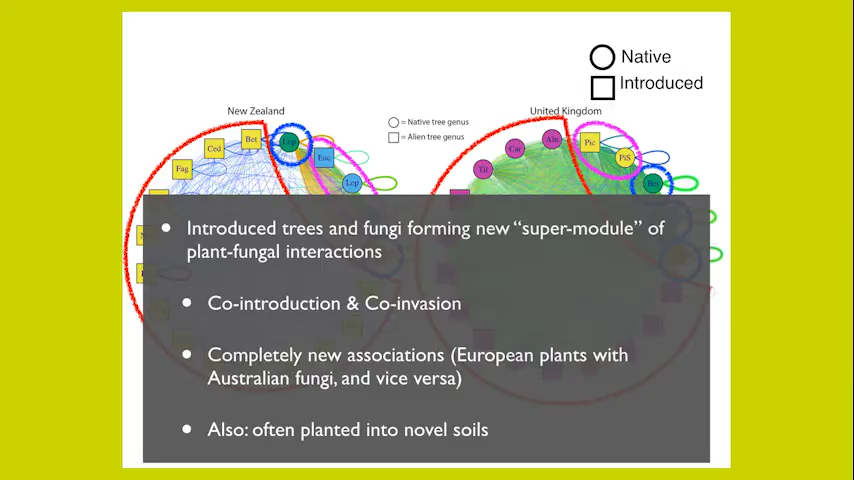 Native
Introduced
New Zealand
United Kingdom
= Native tree genus
= Alien tree genus
Bet
Ced
Fag
Lop
Euc
Lep
Til
Car
Aln
Pic
PiS
Bet
• Introduced trees and fungi forming new “super-module” of
plant-fungal interactions
• Co-introduction & Co-invasion
• Completely new associations (European plants with
Australian fungi, and vice versa)
• Also: often planted into novel soils